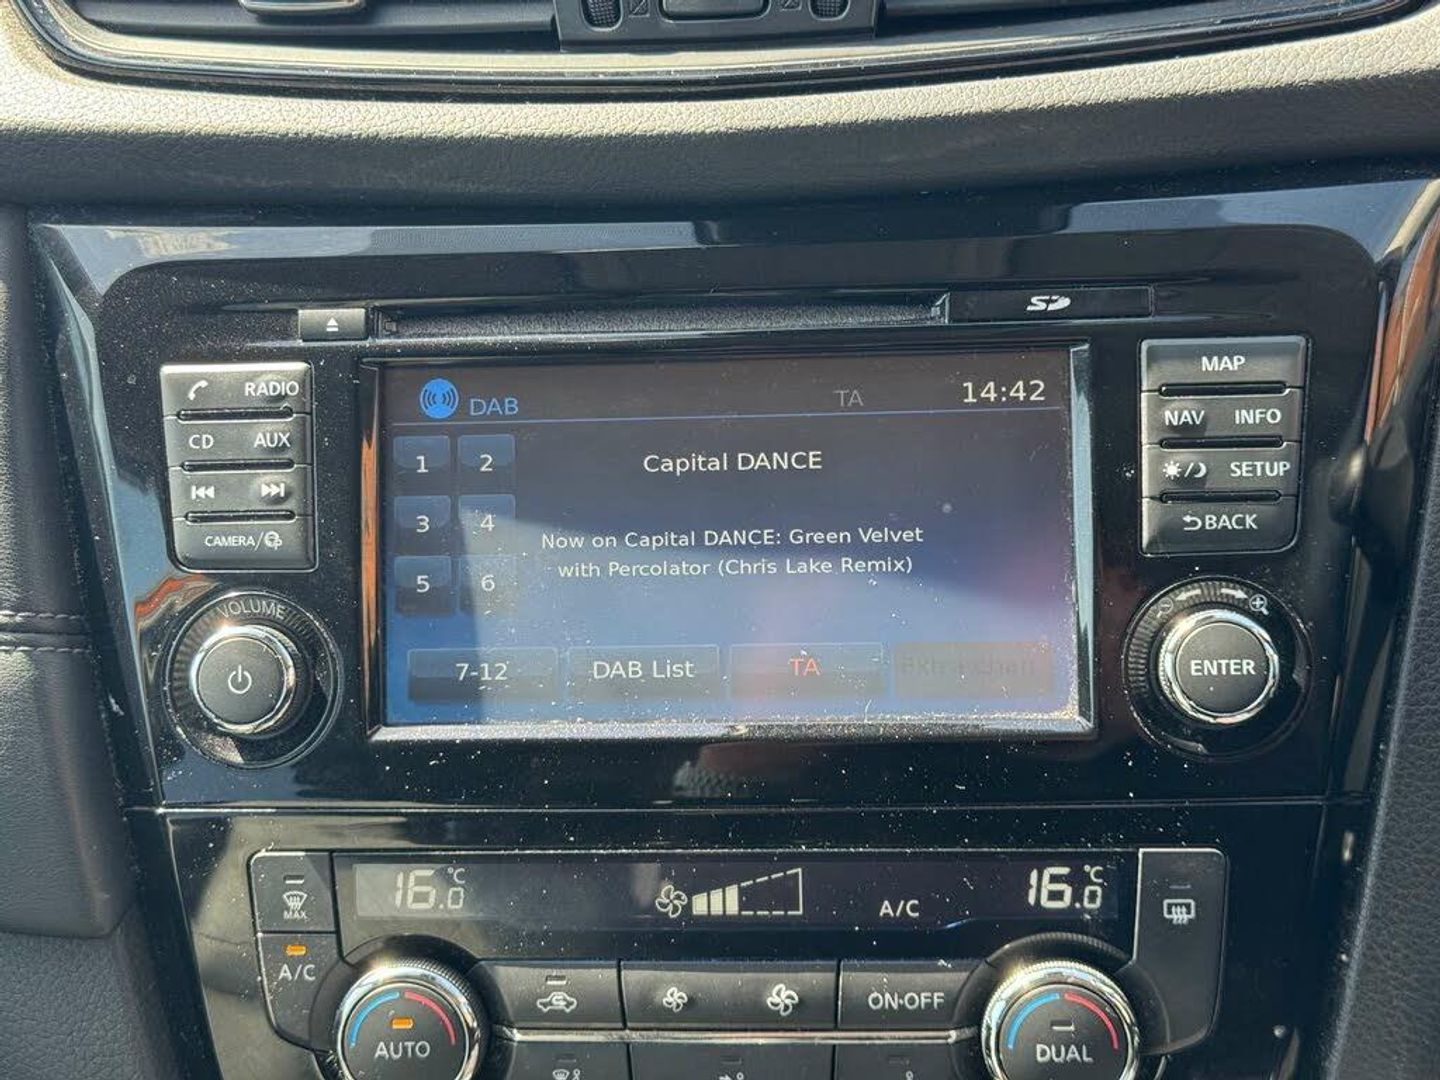 SD
RADIO
CD AUX
CAMERA/
VOLUME
DAB TA 14:42
1 2
3 4
5 6
Capital DANCE
Now on Capital DANCE: Green Velvet
with Percolator (Chris Lake Remix)
7-12 DAB List TA
MAP
NAV INFO
SETUP
BACK
ENTER
MAX
A/C
16.0 °C
A/C
16.0 °C
AUTO
ON·OFF
DUAL